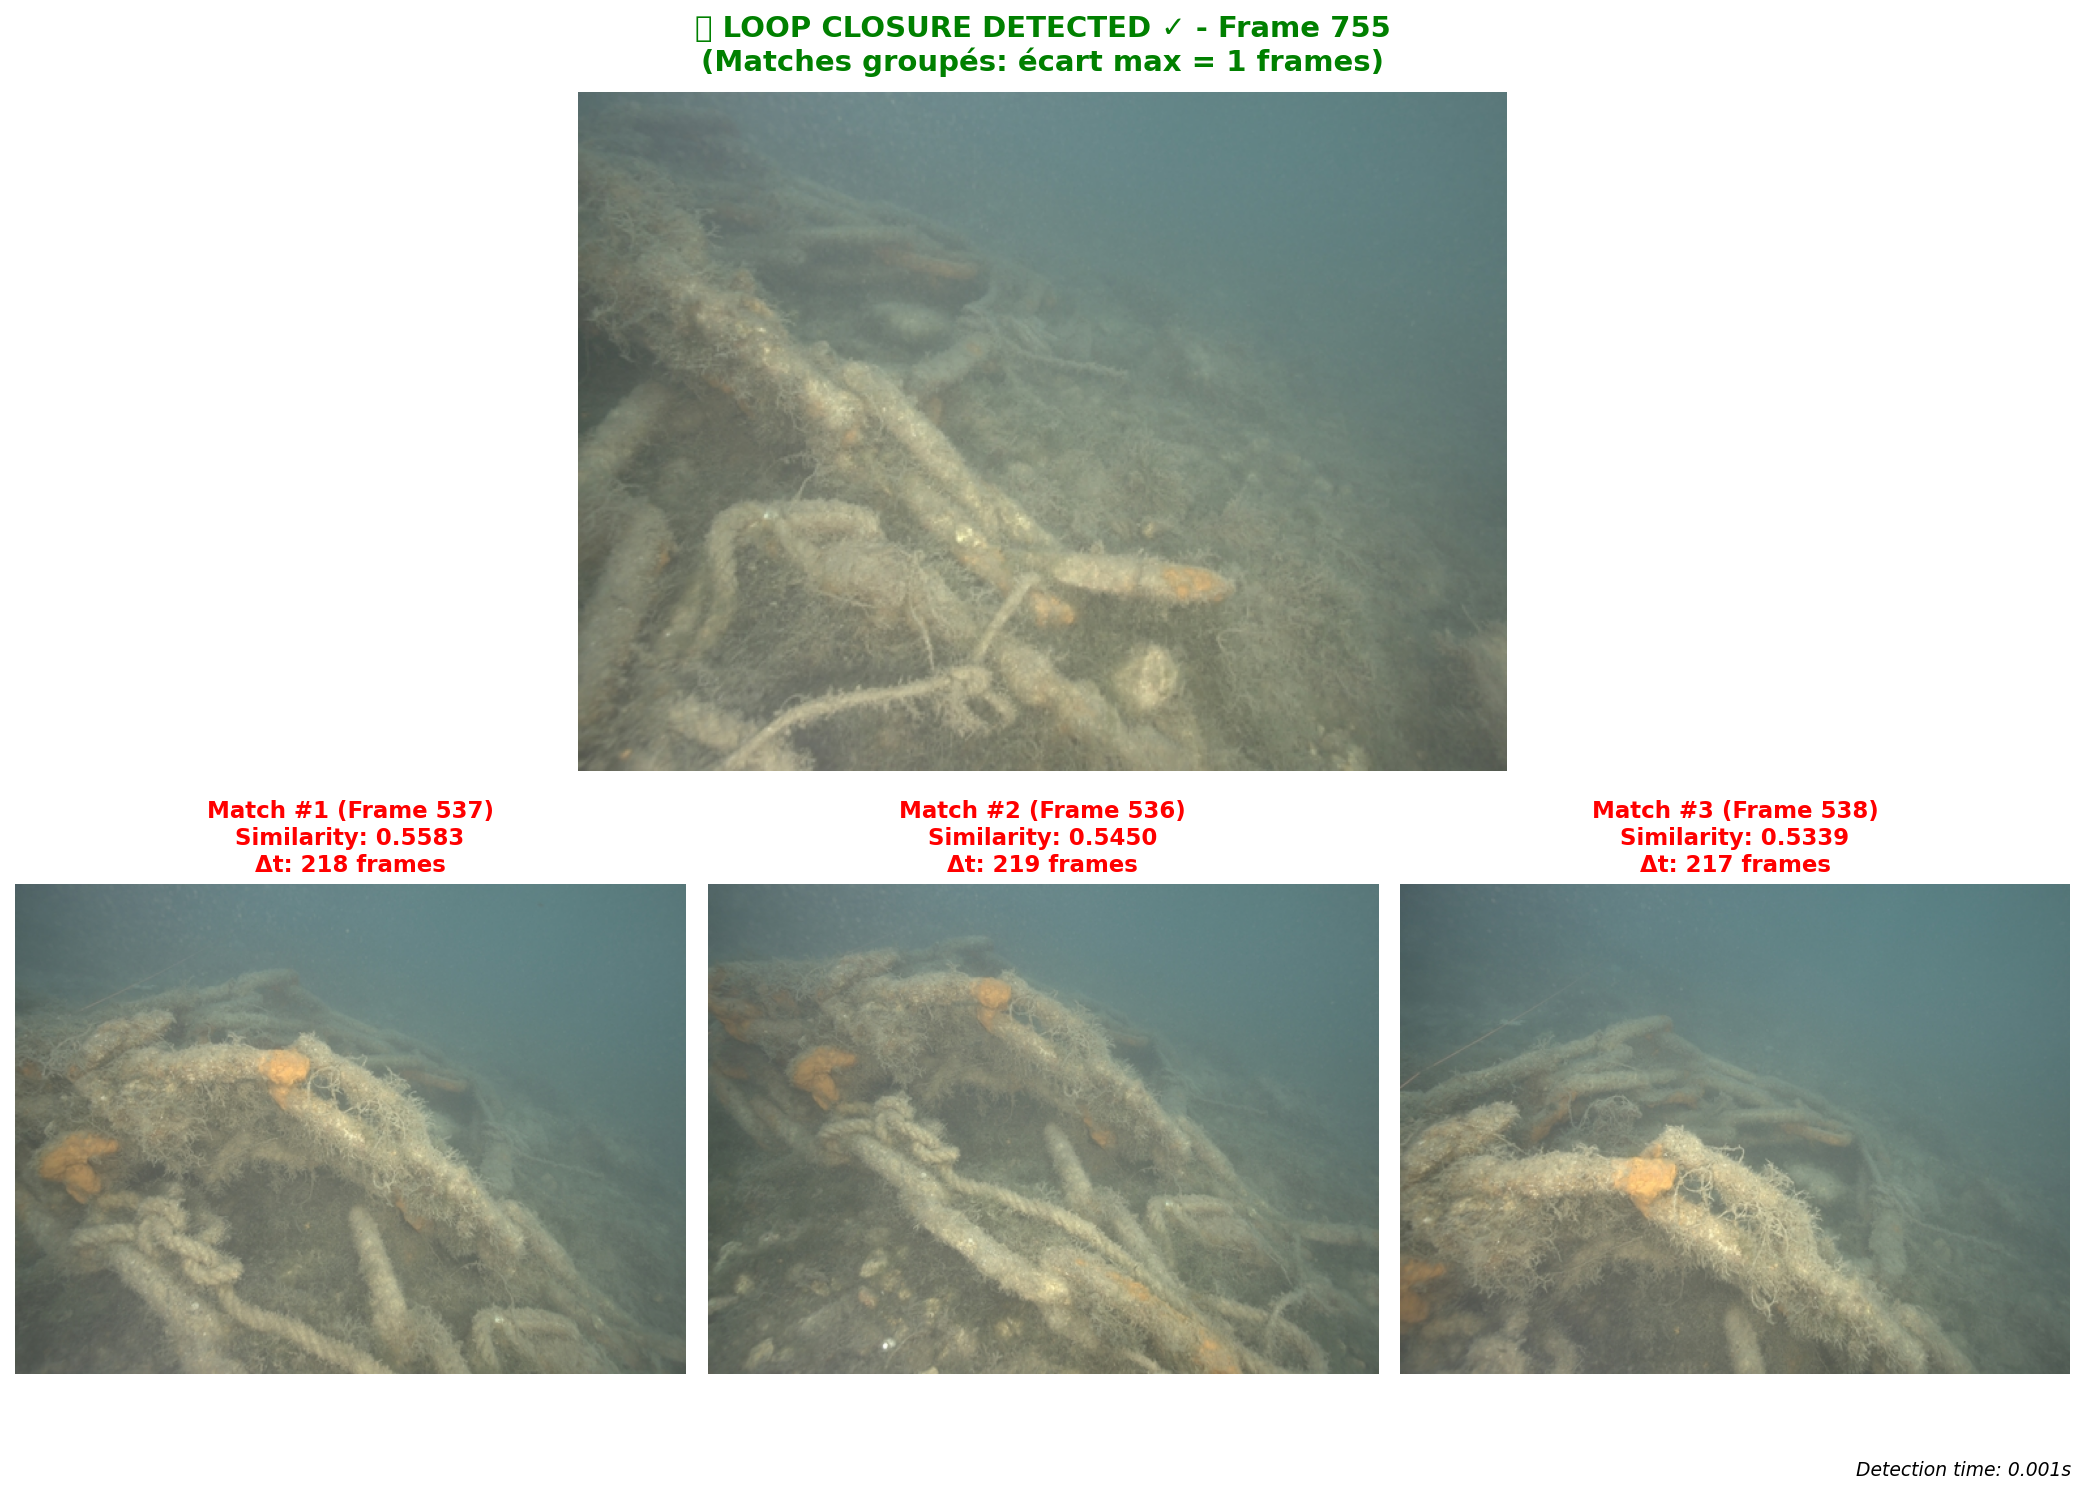 ▯ LOOP CLOSURE DETECTED ✓ - Frame 755
(Matches groupés: écart max = 1 frames)
Match #1 (Frame 537)
Similarity: 0.5583
Δt: 218 frames
Match #2 (Frame 536)
Similarity: 0.5450
Δt: 219 frames
Match #3 (Frame 538)
Similarity: 0.5339
Δt: 217 frames
Detection time: 0.001s